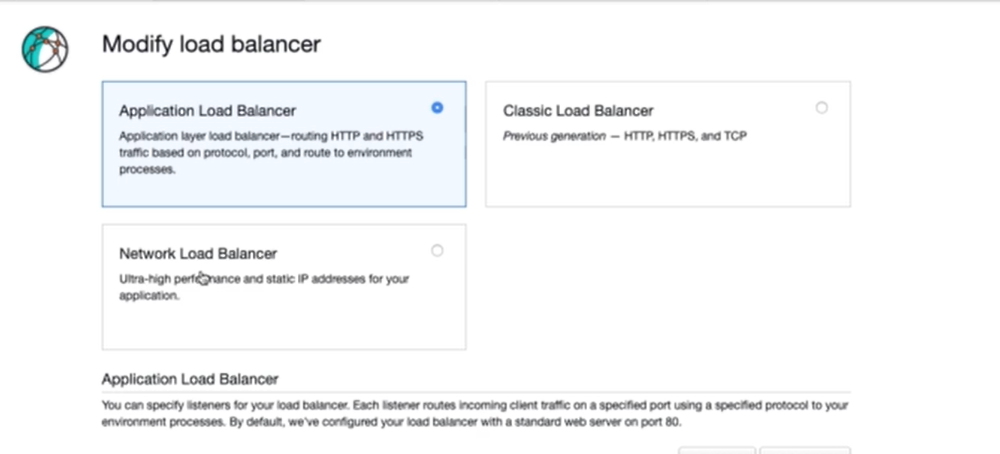 Modify load balancer
Application Load Balancer
Application layer load balancer—routing HTTP and HTTPS
traffic based on protocol, port, and route to environment
processes.
Classic Load Balancer
Previous generation — HTTP, HTTPS, and TCP
Network Load Balancer
Ultra-high performance and static IP addresses for your
application.
Application Load Balancer
You can specify listeners for your load balancer. Each listener routes incoming client traffic on a specified port using a specified protocol to your
environment processes. By default, we've configured your load balancer with a standard web server on port 80.